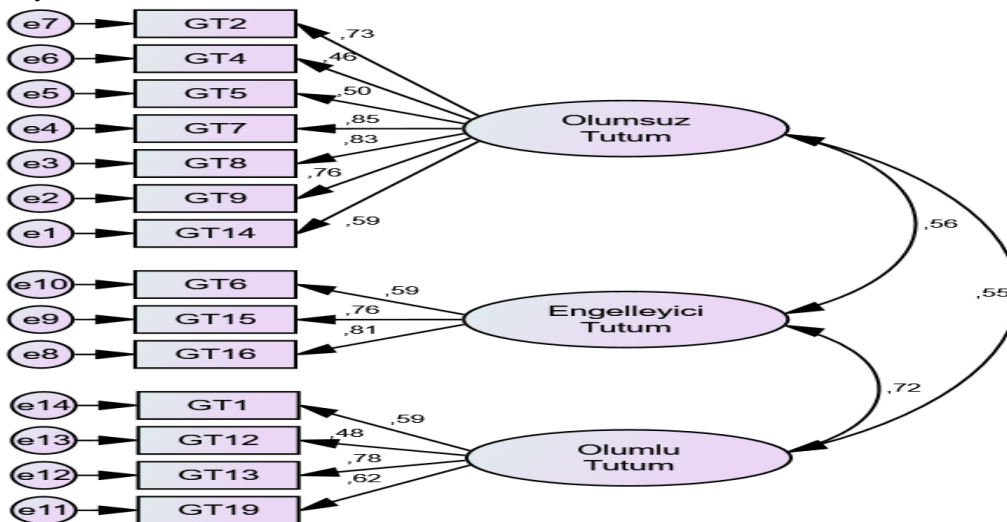 e7 GT2 ,73
e6 GT4 ,46
e5 GT5 ,50
e4 GT7 ,85
e3 GT8 ,83
e2 GT9 ,76
e1 GT14 ,59
Olumsuz
Tutum
,56
,55
e10 GT6 ,59
e9 GT15 ,76
e8 GT16 ,81
Engelleyici
Tutum
,72
e14 GT1 ,59
e13 GT12 ,48
e12 GT13 ,78
e11 GT19 ,62
Olumlu
Tutum